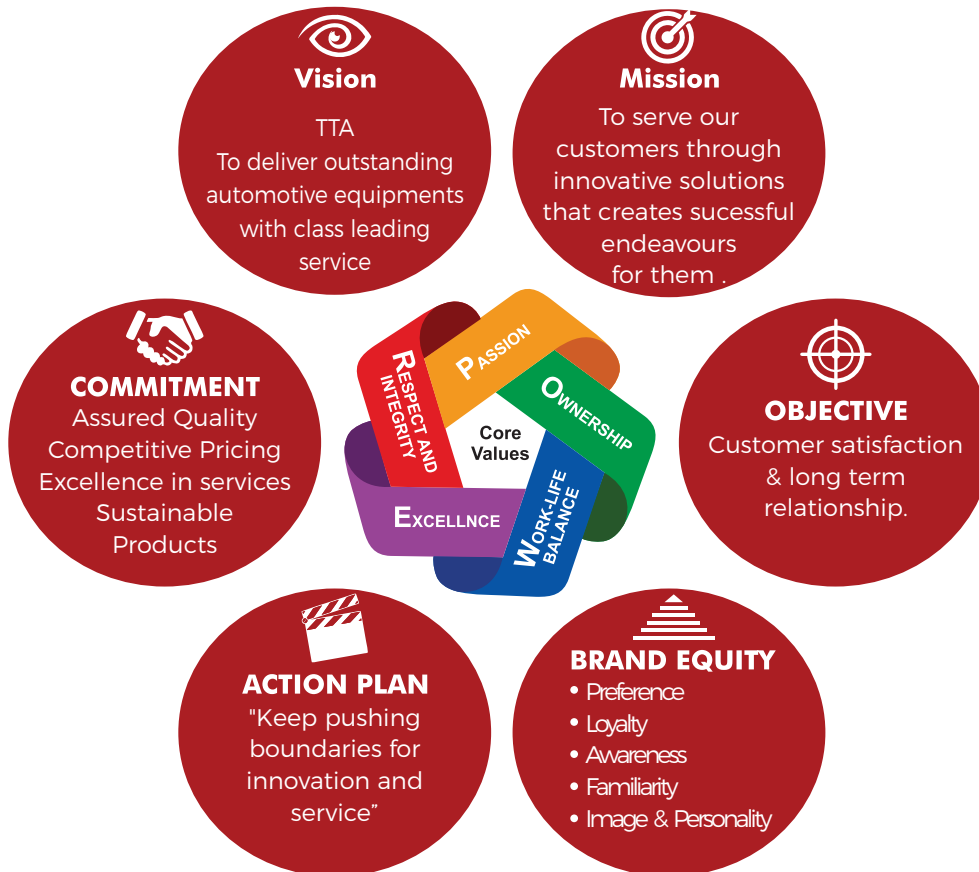 Vision
TTA
To deliver outstanding
automotive equipments
with class leading
service
Mission
To serve our
customers through
innovative solutions
that creates sucessful
endeavours
for them .
COMMITMENT
Assured Quality
Competitive Pricing
Excellence in services
Sustainable
Products
Core
Values
PASSION
OWNERSHIP
WORK-LIFE
BALANCE
EXCELLNCE
RESPECT AND
INTEGRITY
OBJECTIVE
Customer satisfaction
& long term
relationship.
ACTION PLAN
"Keep pushing
boundaries for
innovation and
service”
BRAND EQUITY
• Preference
• Loyalty
• Awareness
• Familiarity
• Image & Personality